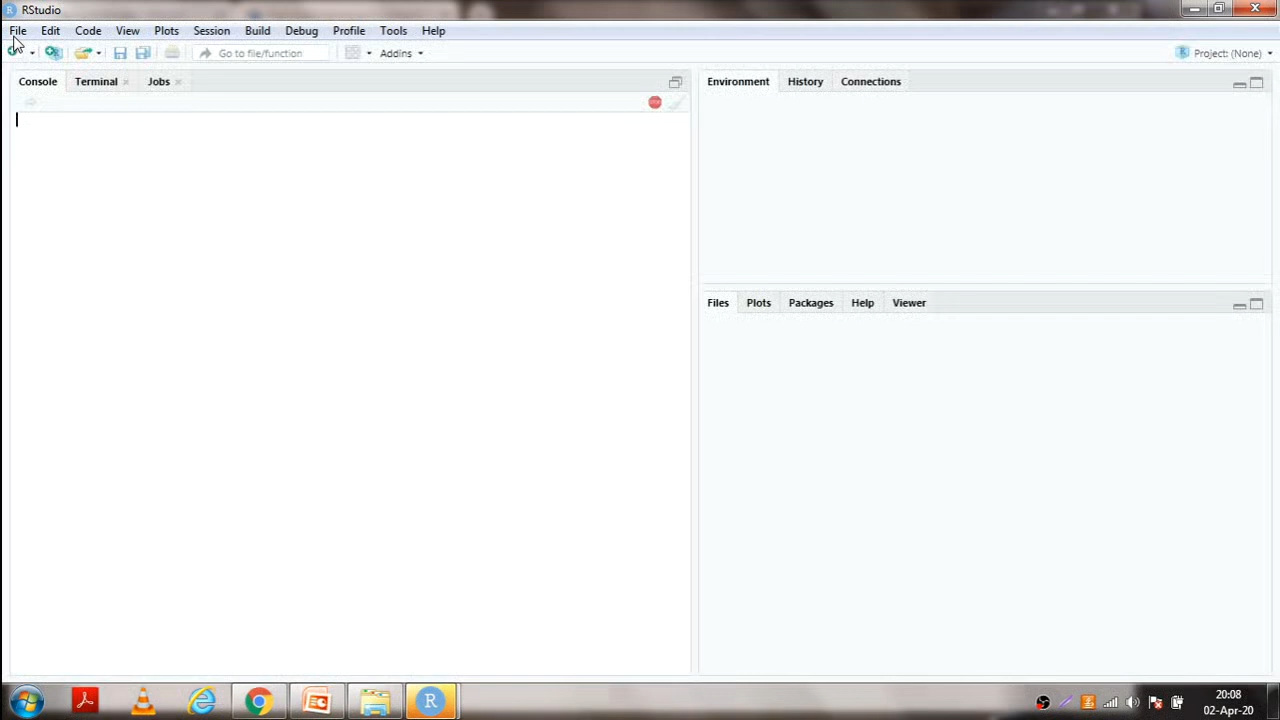 RStudio
File Edit Code View Plots Session Build Debug Profile Tools Help
Go to file/function Addins Project: (None)
Console Terminal Jobs
Environment History Connections
Files Plots Packages Help Viewer
20:08
02-Apr-20